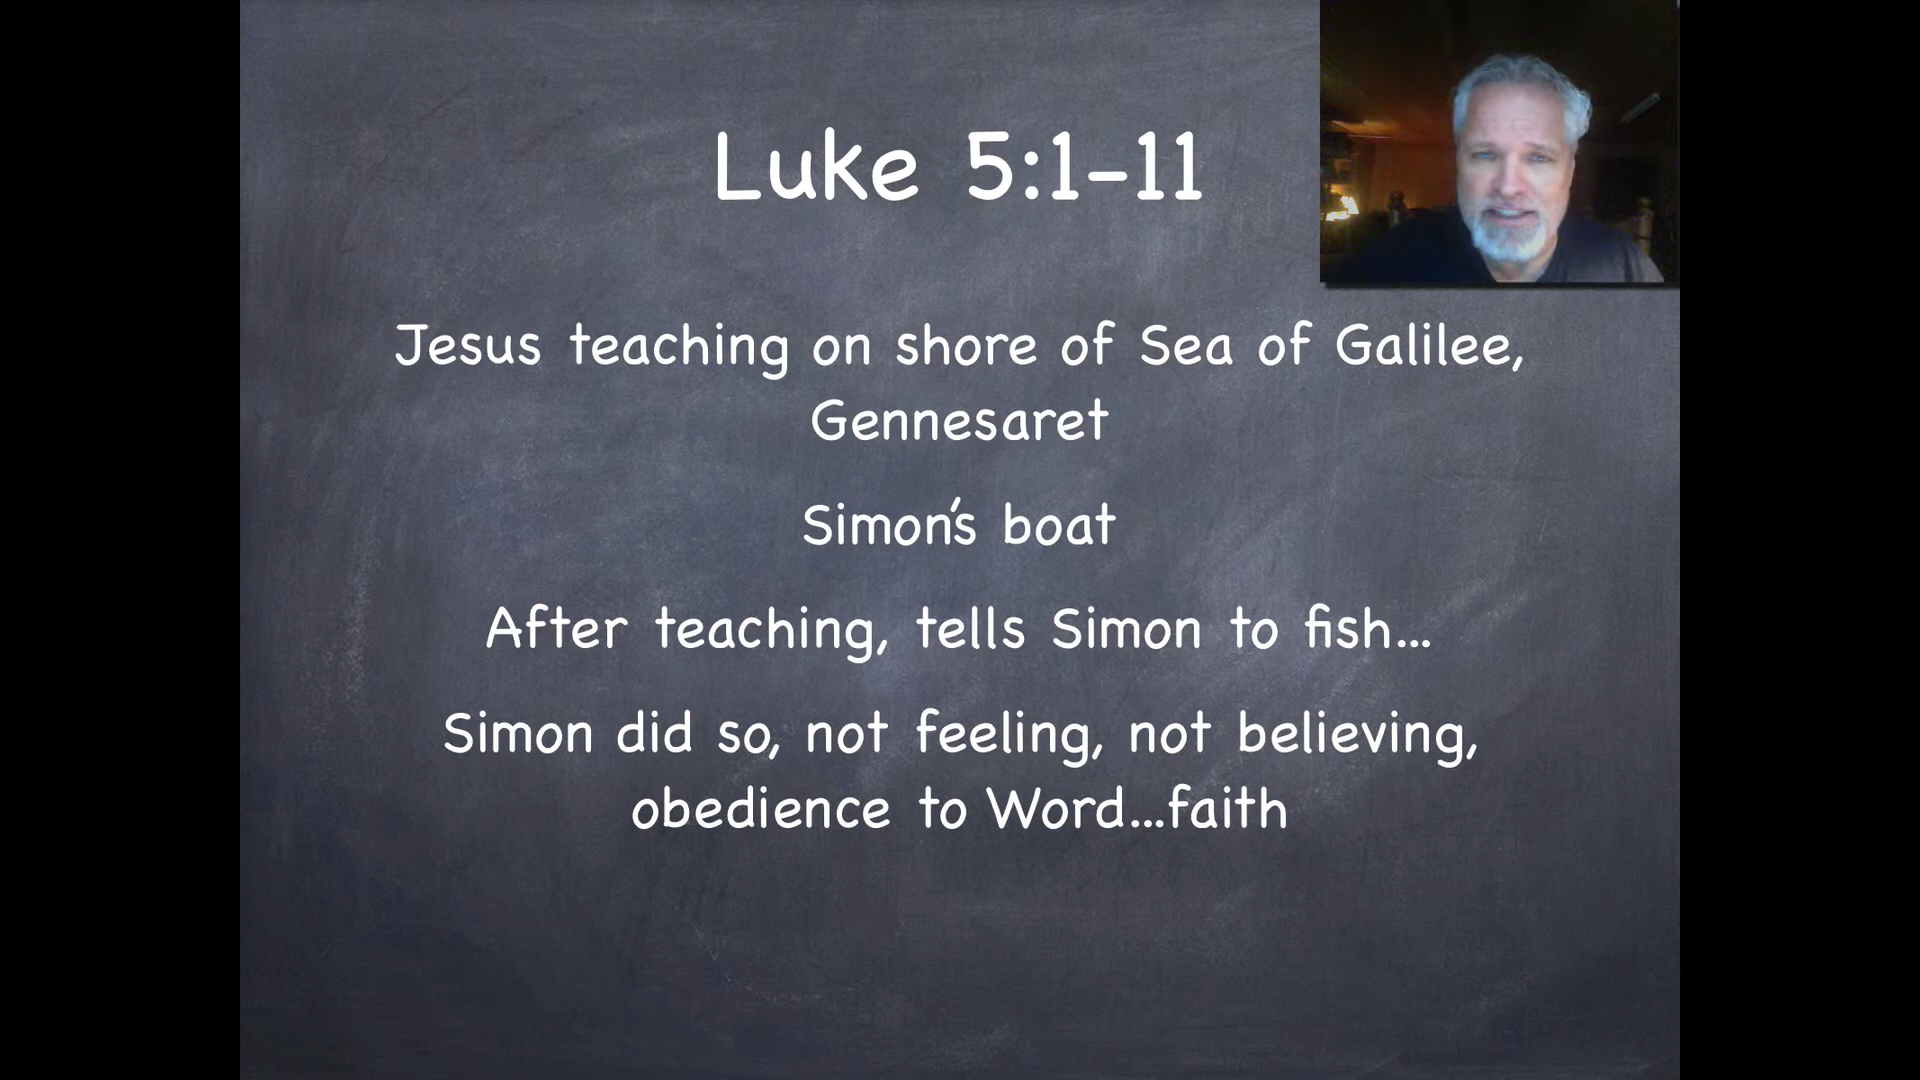 Luke 5:1-11
Jesus teaching on shore of Sea of Galilee,
Gennesaret
Simon's boat
After teaching, tells Simon to fish...
Simon did so, not feeling, not believing,
obedience to Word...faith